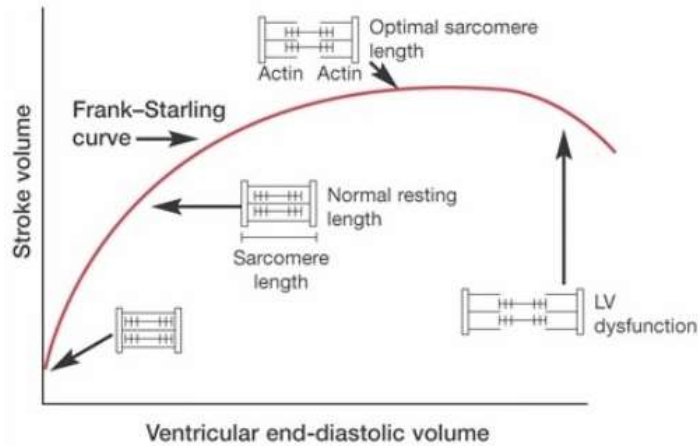 Optimal sarcomere
length
Actin Actin
Frank–Starling
curve
Normal resting
length
Sarcomere
length
LV
dysfunction
Stroke volume
Ventricular end-diastolic volume